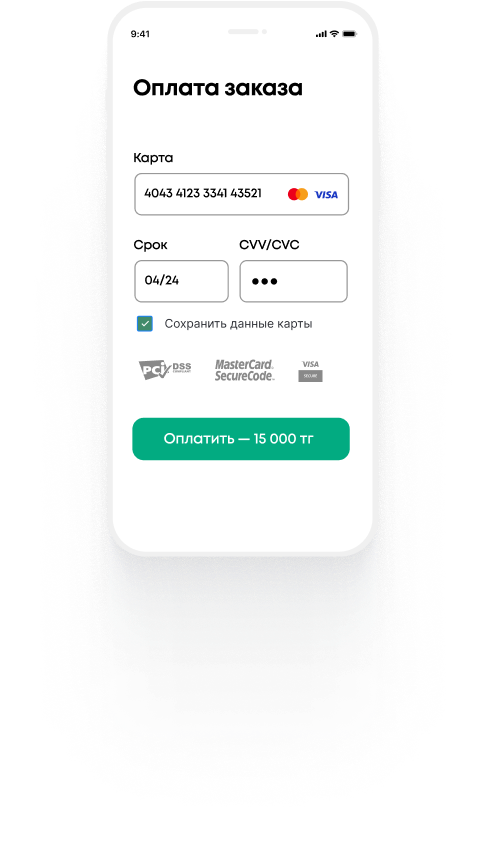 9:41
Оплата заказа
Карта
4043 4123 3341 43521 VISA
Срок CVV/CVC
04/24 •••
Сохранить данные карты
PCI DSS MasterCard. SecureCode. VISA
SECURE
Оплатить — 15 000 тг